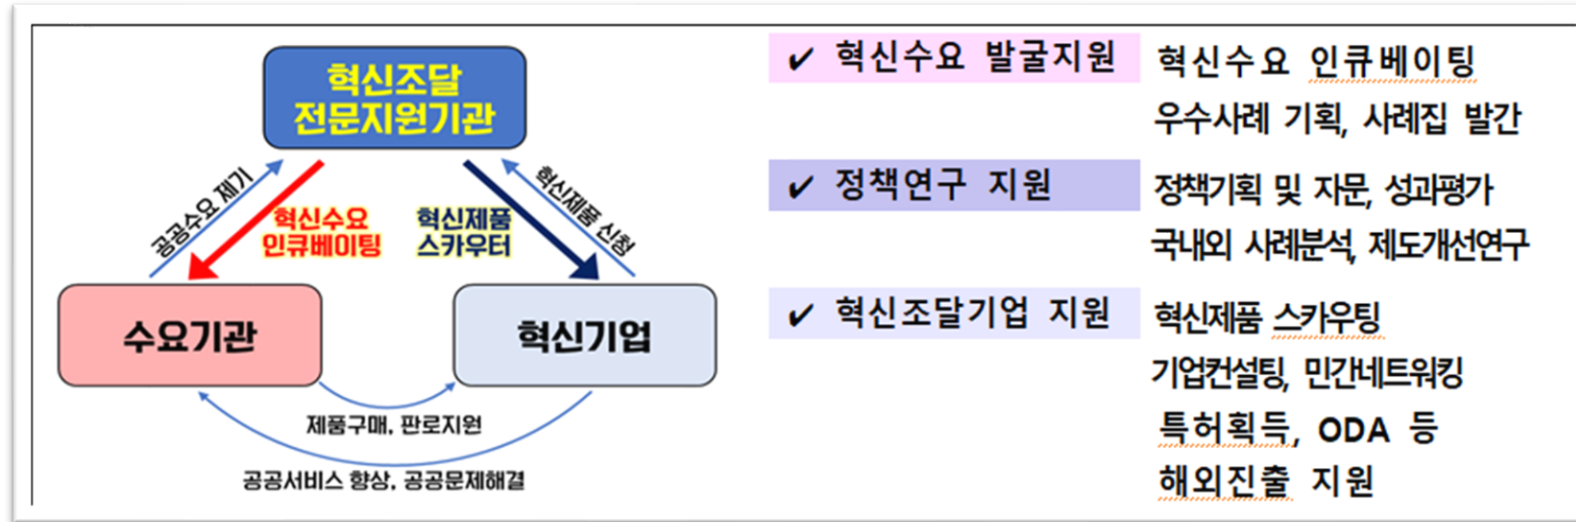 혁신조달
전문지원기관
공공수요 제기
혁신수요
인큐베이팅
혁신제품
스카우터
혁신제품 신청
수요기관
혁신기업
제품구매, 판로지원
공공서비스 향상, 공공문제해결
✔ 혁신수요 발굴지원
혁신수요 인큐베이팅
우수사례 기획, 사례집 발간
✔ 정책연구 지원
정책기획 및 자문, 성과평가
국내외 사례분석, 제도개선연구
✔ 혁신조달기업 지원
혁신제품 스카우팅
기업컨설팅, 민간네트워킹
특허획득, ODA 등
해외진출 지원